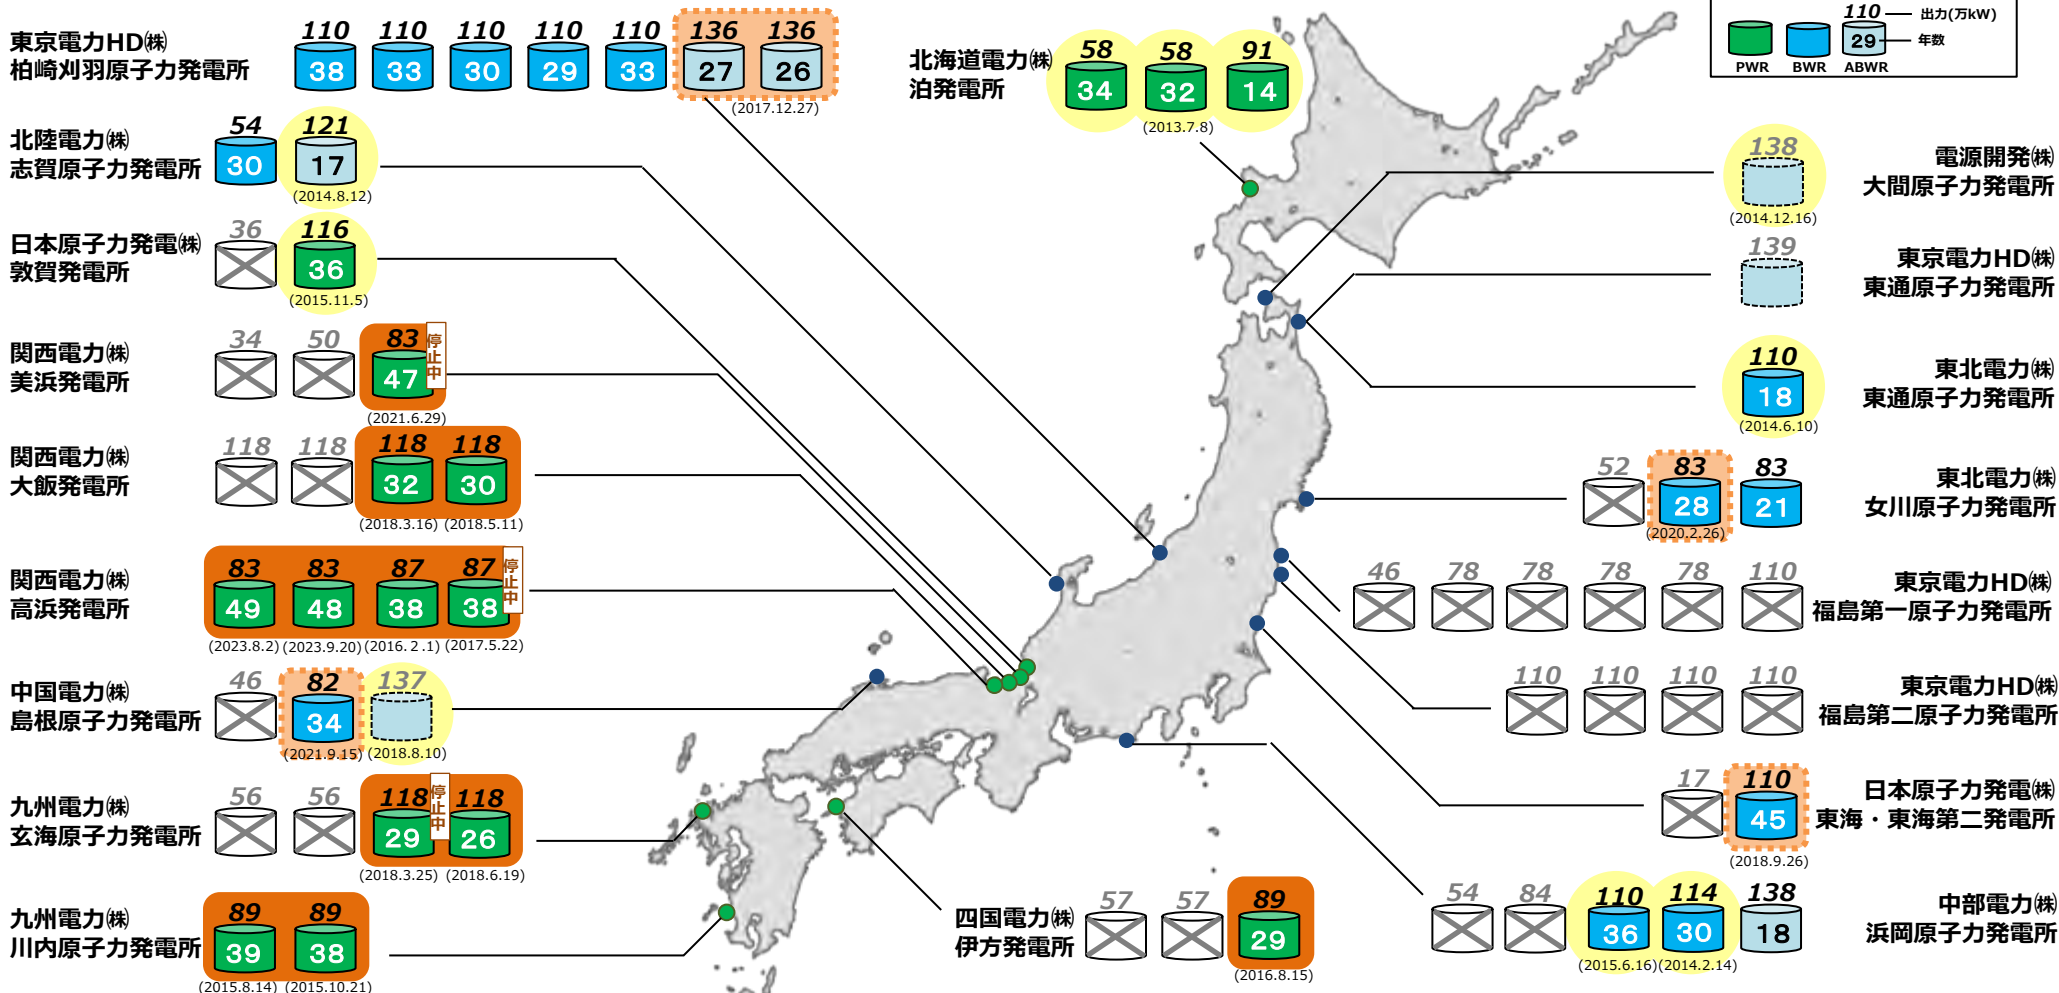 東京電力HD㈱
柏崎刈羽原子力発電所
110 110 110 110 110 136 136
38 33 30 29 33 27 26
(2017.12.27)
北陸電力㈱
志賀原子力発電所
54 121
30 17
(2014.8.12)
日本原子力発電㈱
敦賀発電所
36 116
36
(2015.11.5)
関西電力㈱
美浜発電所
34 50 83
47
停止中
(2021.6.29)
関西電力㈱
大飯発電所
118 118 118 118
32 30
(2018.3.16) (2018.5.11)
関西電力㈱
高浜発電所
83 83 87 87
49 48 38 38
停止中
(2023.8.2) (2023.9.20) (2016.2.1) (2017.5.22)
中国電力㈱
島根原子力発電所
46 82 137
34
(2021.9.15) (2018.8.10)
九州電力㈱
玄海原子力発電所
56 56 118 118
29 26
停止中
(2018.3.25) (2018.6.19)
九州電力㈱
川内原子力発電所
89 89
39 38
(2015.8.14) (2015.10.21)
北海道電力㈱
泊発電所
58 58 91
34 32 14
(2013.7.8)
110 出力(万kW)
29 年数
PWR BWR ABWR
電源開発㈱
大間原子力発電所
138
(2014.12.16)
東京電力HD㈱
東通原子力発電所
139
東北電力㈱
東通原子力発電所
110
18
(2014.6.10)
東北電力㈱
女川原子力発電所
52 83 83
28 21
(2020.2.26)
東京電力HD㈱
福島第一原子力発電所
46 78 78 78 78 110
東京電力HD㈱
福島第二原子力発電所
110 110 110 110
日本原子力発電㈱
東海・東海第二発電所
17 110
45
(2018.9.26)
中部電力㈱
浜岡原子力発電所
54 84 110 114 138
36 30 18
(2015.6.16) (2014.2.14)
四国電力㈱
伊方発電所
57 57 89
29
(2016.8.15)